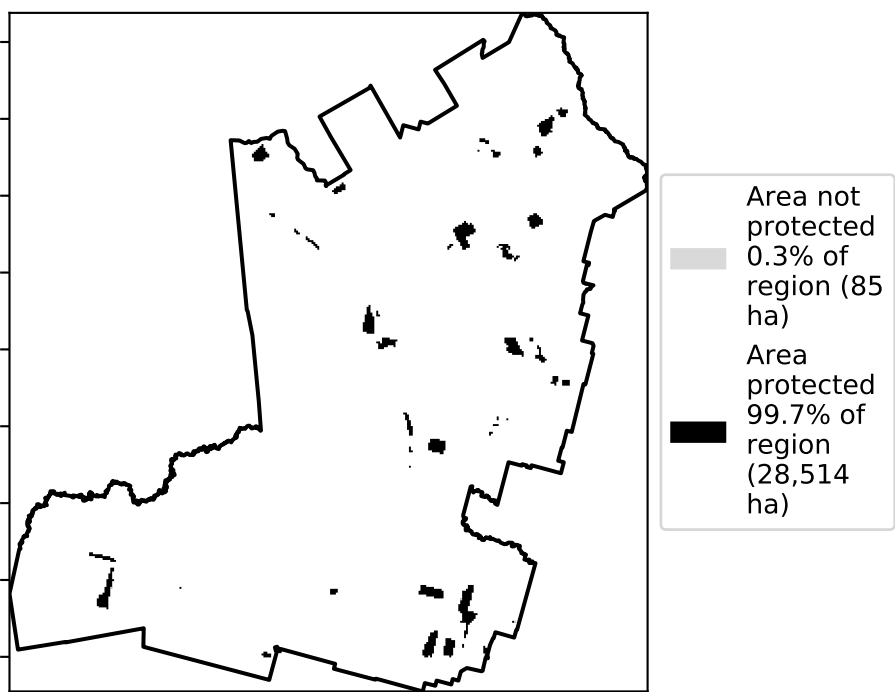 Area not
protected
0.3% of
region (85
ha)
Area
protected
99.7% of
region
(28,514
ha)